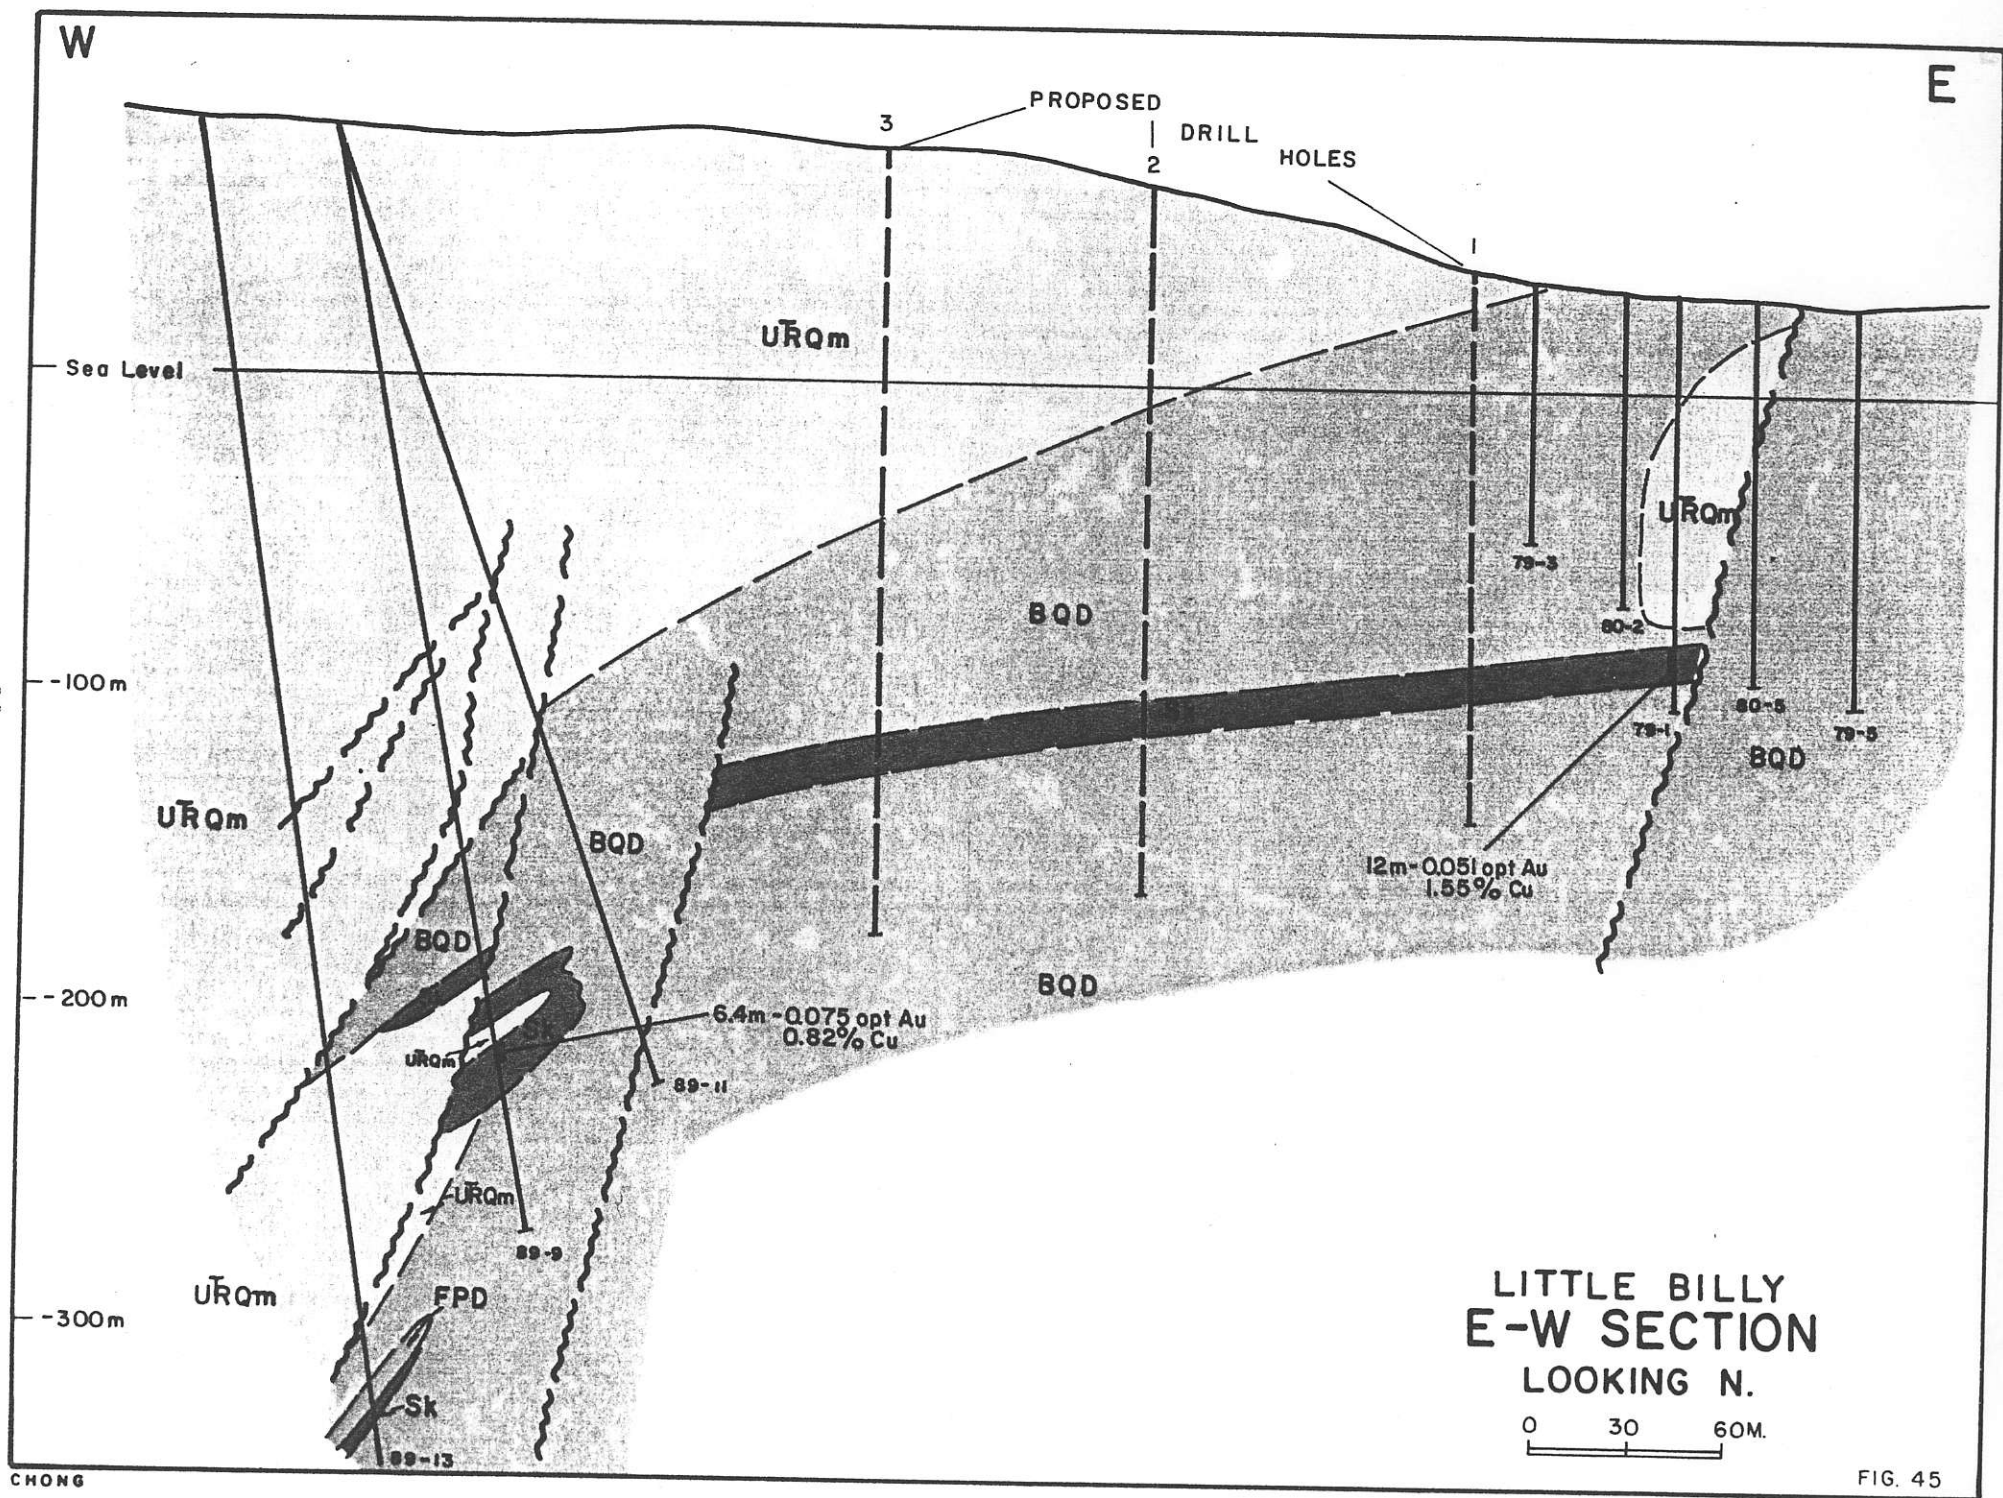 W
E
PROPOSED
DRILL
HOLES
3
2
1
UTRQm
Sea Level
UTRQm
79-3
BQD
80-2
-100m
79-1
80-5
79-5
BQD
UTRQm
BQD
12m-0.051 opt Au
1.55% Cu
BQD
BQD
-200m
6.4m-0.075 opt Au
0.82% Cu
Sk
UTRQm
89-11
UTRQm
89-9
UTRQm
FPD
-300m
Sk
89-13
LITTLE BILLY
E-W SECTION
LOOKING N.
0 30 60M.
CHONG
FIG. 45